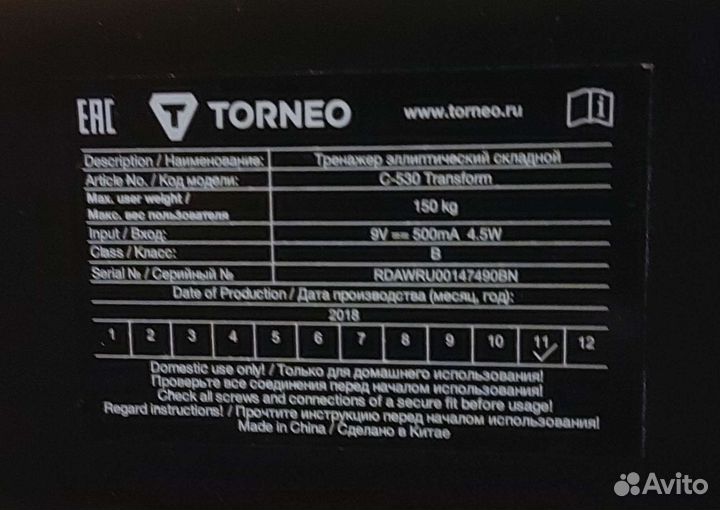 EAC TORNEO www.torneo.ru
Description / Наименование: Тренажер эллиптический складной
Article No. / Код модели: C-530 Transform
Max. user weight /
Макс. вес пользователя 150 kg
Input / Вход: 9V 500mA 4.5W
Class / Класс: B
Serial № / Серийный № RDAWRU00147490BN
Date of Production / Дата производства (месяц, год):
2018
1 2 3 4 5 6 7 8 9 10 11 12
Domestic use only! / Только для домашнего использования!
Проверьте все соединения перед началом использования!
Check all screws and connections of a secure fit before usage!
Regard instructions! / Прочтите инструкцию перед началом использования!
Made in China / Сделано в Китае
Avito